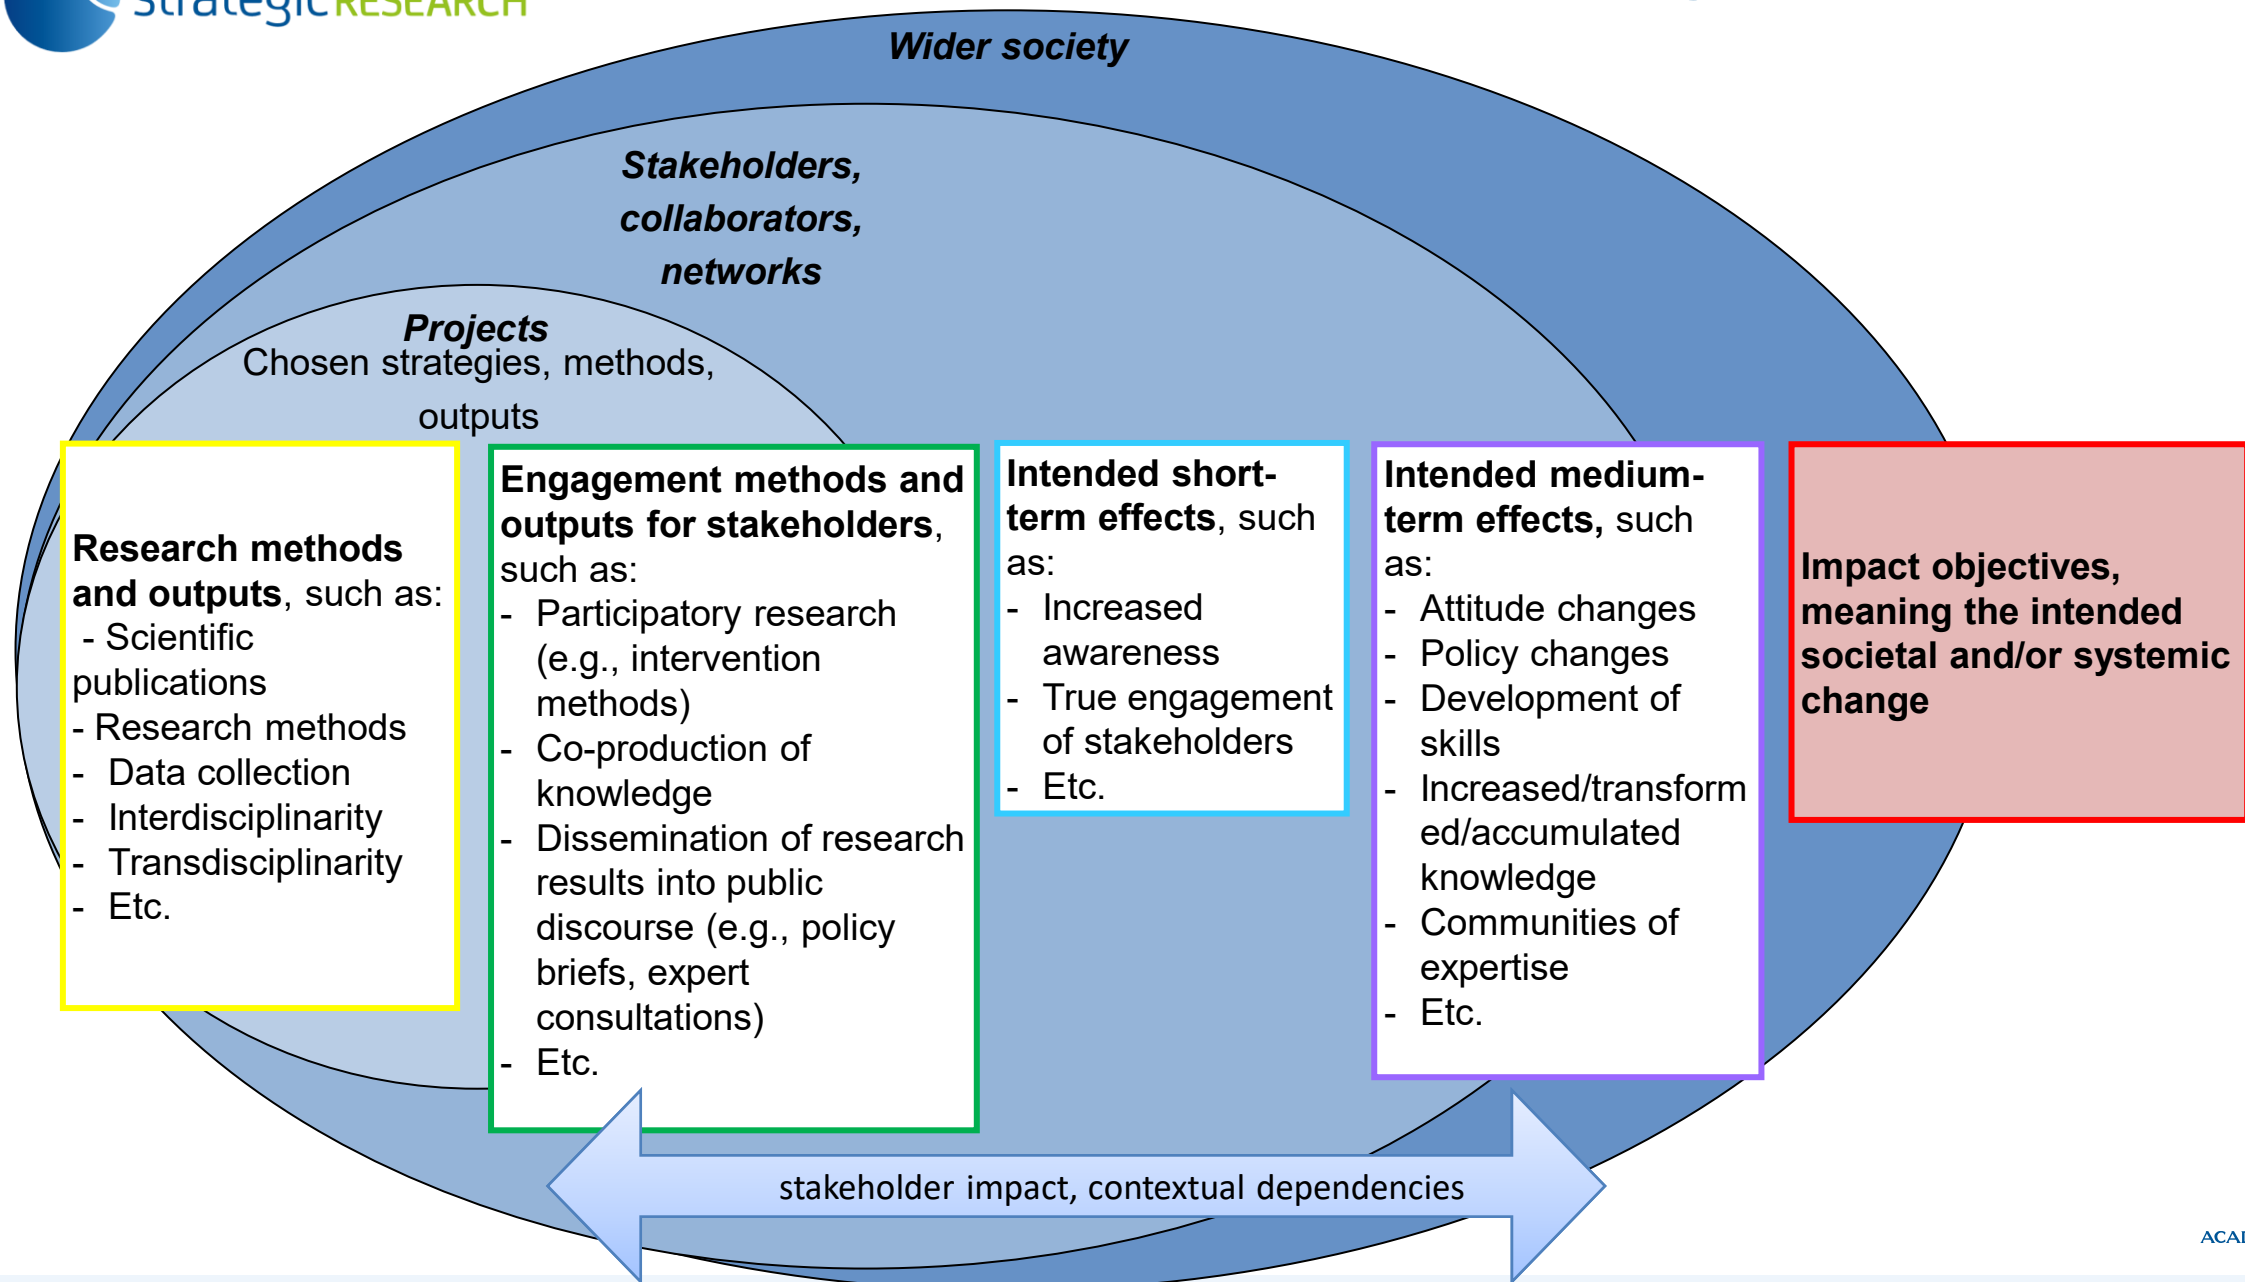 strategic RESEARCH
Wider society
Stakeholders,
collaborators,
networks
Projects
Chosen strategies, methods,
outputs
Research methods
and outputs, such as:
- Scientific
publications
- Research methods
- Data collection
- Interdisciplinarity
- Transdisciplinarity
- Etc.
Engagement methods and
outputs for stakeholders,
such as:
- Participatory research
(e.g., intervention
methods)
- Co-production of
knowledge
- Dissemination of research
results into public
discourse (e.g., policy
briefs, expert
consultations)
- Etc.
Intended short-
term effects, such
as:
- Increased
awareness
- True engagement
of stakeholders
- Etc.
Intended medium-
term effects, such
as:
- Attitude changes
- Policy changes
- Development of
skills
- Increased/transform
ed/accumulated
knowledge
- Communities of
expertise
- Etc.
Impact objectives,
meaning the intended
societal and/or systemic
change
stakeholder impact, contextual dependencies